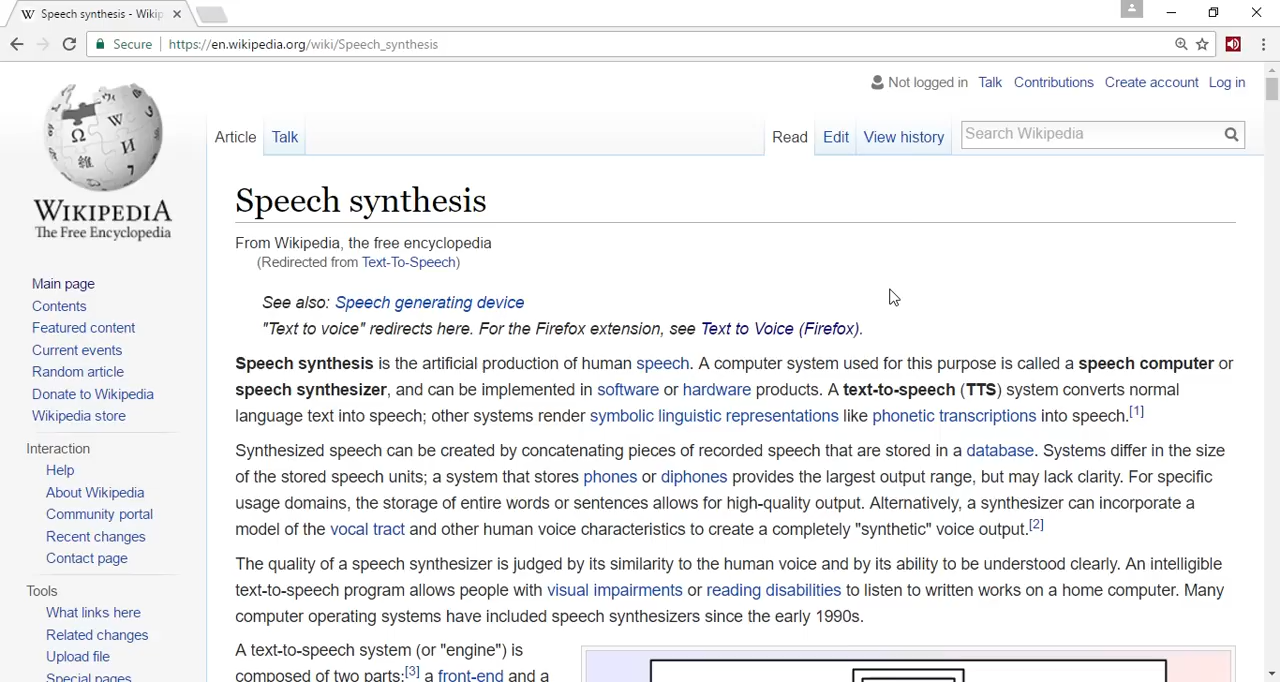 Speech synthesis - Wikip
Secure https://en.wikipedia.org/wiki/Speech_synthesis
Not logged in Talk Contributions Create account Log in
Article Talk Read Edit View history Search Wikipedia
WIKIPEDIA
The Free Encyclopedia
Main page
Contents
Featured content
Current events
Random article
Donate to Wikipedia
Wikipedia store
Interaction
Help
About Wikipedia
Community portal
Recent changes
Contact page
Tools
What links here
Related changes
Upload file
Special pages
Speech synthesis
From Wikipedia, the free encyclopedia
(Redirected from Text-To-Speech)
See also: Speech generating device
"Text to voice" redirects here. For the Firefox extension, see Text to Voice (Firefox).
Speech synthesis is the artificial production of human speech. A computer system used for this purpose is called a speech computer or
speech synthesizer, and can be implemented in software or hardware products. A text-to-speech (TTS) system converts normal
language text into speech; other systems render symbolic linguistic representations like phonetic transcriptions into speech.[1]
Synthesized speech can be created by concatenating pieces of recorded speech that are stored in a database. Systems differ in the size
of the stored speech units; a system that stores phones or diphones provides the largest output range, but may lack clarity. For specific
usage domains, the storage of entire words or sentences allows for high-quality output. Alternatively, a synthesizer can incorporate a
model of the vocal tract and other human voice characteristics to create a completely "synthetic" voice output.[2]
The quality of a speech synthesizer is judged by its similarity to the human voice and by its ability to be understood clearly. An intelligible
text-to-speech program allows people with visual impairments or reading disabilities to listen to written works on a home computer. Many
computer operating systems have included speech synthesizers since the early 1990s.
A text-to-speech system (or "engine") is
composed of two parts:[3] a front-end and a